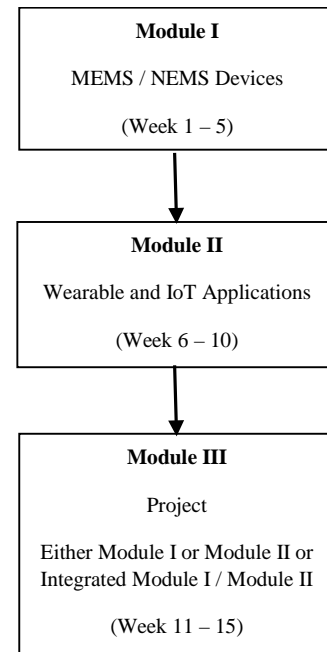 Module I
MEMS / NEMS Devices
(Week 1 – 5)
Module II
Wearable and IoT Applications
(Week 6 – 10)
Module III
Project
Either Module I or Module II or
Integrated Module I / Module II
(Week 11 – 15)